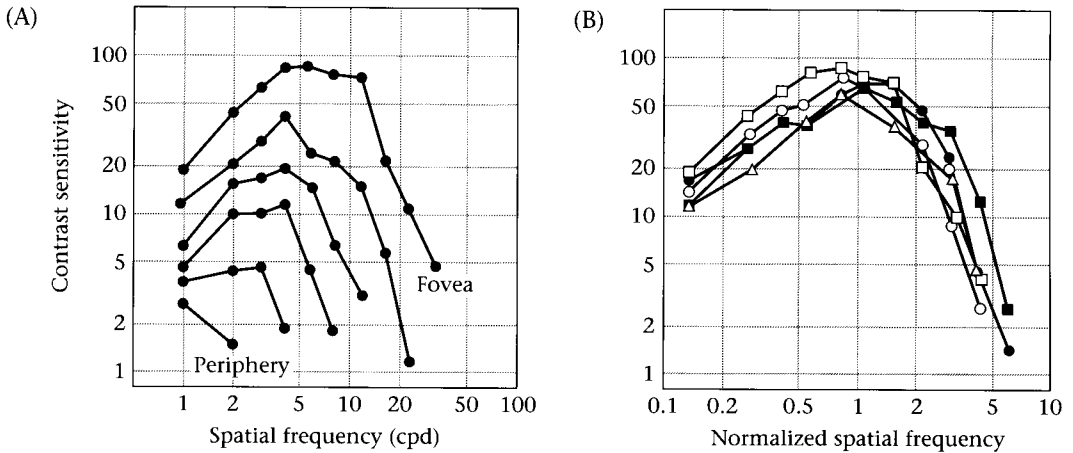 (A)
Contrast sensitivity
100
50
20
10
5
2
1
Fovea
Periphery
1 2 5 10 20 50 100
Spatial frequency (cpd)
(B)
100
50
20
10
5
2
1
0.1 0.2 0.5 1 2 5 10
Normalized spatial frequency